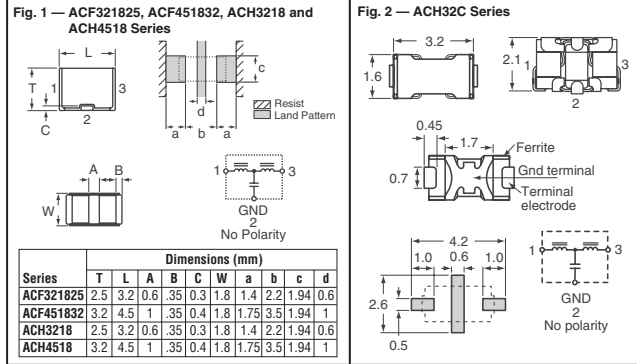 Fig. 1 — ACF321825, ACF451832, ACH3218 and
ACH4518 Series
L
T
1
3
2
C
c
d
a
b
a
Resist
Land Pattern
A
B
W
1
3
GND
2
No Polarity
Dimensions (mm)
Series T L A B C W a b c d
ACF321825 2.5 3.2 0.6 .35 0.3 1.8 1.4 2.2 1.94 0.6
ACF451832 3.2 4.5 1 .35 0.4 1.8 1.75 3.5 1.94 1
ACH3218 2.5 3.2 0.6 .35 0.3 1.8 1.4 2.2 1.94 0.6
ACH4518 3.2 4.5 1 .35 0.4 1.8 1.75 3.5 1.94 1
Fig. 2 — ACH32C Series
3.2
1.6
2.1
1
3
2
0.45
1.7
0.7
Ferrite
Gnd terminal
Terminal
electrode
4.2
1.0 0.6 1.0
2.6
0.5
1
3
GND
2
No polarity